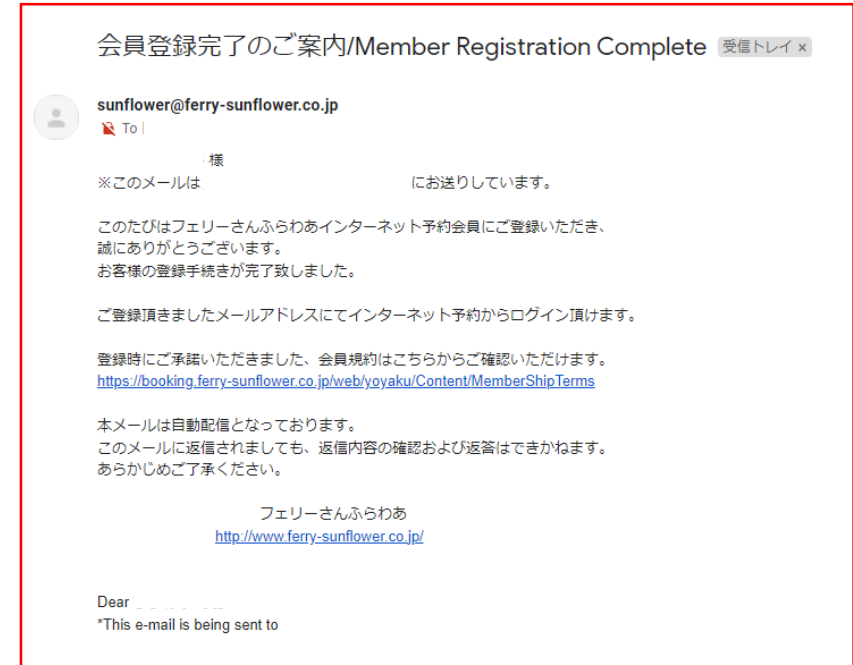 会員登録完了のご案内/Member Registration Complete 受信トレイ ×
sunflower@ferry-sunflower.co.jp
To
様
※このメールは にお送りしています。
このたびはフェリーさんふらわあインターネット予約会員にご登録いただき、
誠にありがとうございます。
お客様の登録手続きが完了致しました。
ご登録頂きましたメールアドレスにてインターネット予約からログイン頂けます。
登録時にご承諾いただきました、会員規約はこちらからご確認いただけます。
https://booking.ferry-sunflower.co.jp/web/yoyaku/Content/MemberShipTerms
本メールは自動配信となっております。
このメールに返信されましても、返信内容の確認および返答はできかねます。
あらかじめご了承ください。
フェリーさんふらわあ
http://www.ferry-sunflower.co.jp/
Dear
*This e-mail is being sent to